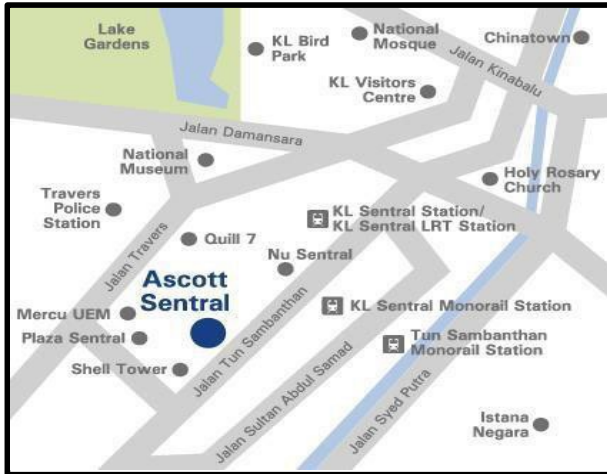 Lake
Gardens
KL Bird
Park
National
Mosque
Chinatown
KL Visitors
Centre
Jalan Kinabalu
Jalan Damansara
National
Museum
Holy Rosary
Church
Travers
Police
Station
KL Sentral Station/
KL Sentral LRT Station
Quill 7
Jalan Travers
Nu Sentral
Ascott
Sentral
Mercu UEM
KL Sentral Monorail Station
Plaza Sentral
Tun Sambanthan
Monorail Station
Jalan Tun Sambanthan
Shell Tower
Jalan Sultan Abdul Samad
Jalan Syed Putra
Istana
Negara